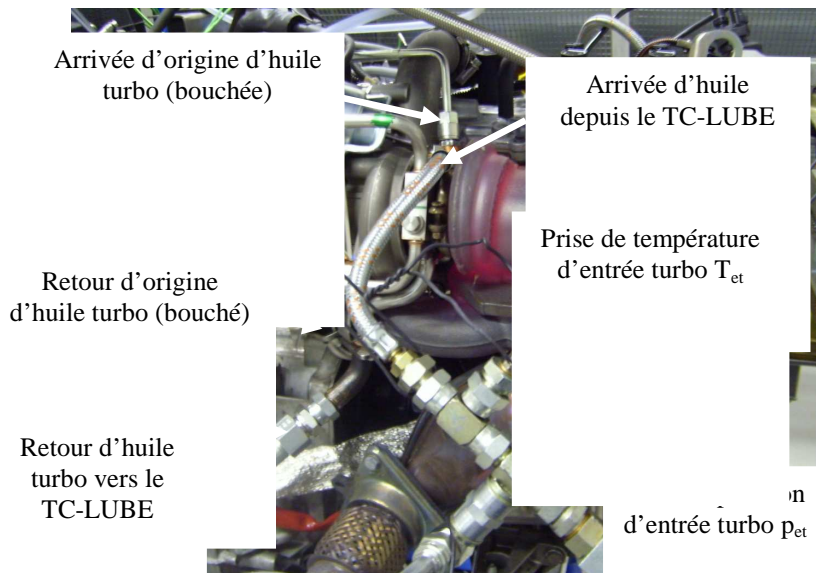 Arrivée d’origine d’huile
turbo (bouchée)
Arrivée d’huile
depuis le TC-LUBE
Prise de température
d’entrée turbo Tet
Retour d’origine
d’huile turbo (bouché)
Retour d’huile
turbo vers le
TC-LUBE
d’entrée turbo pet